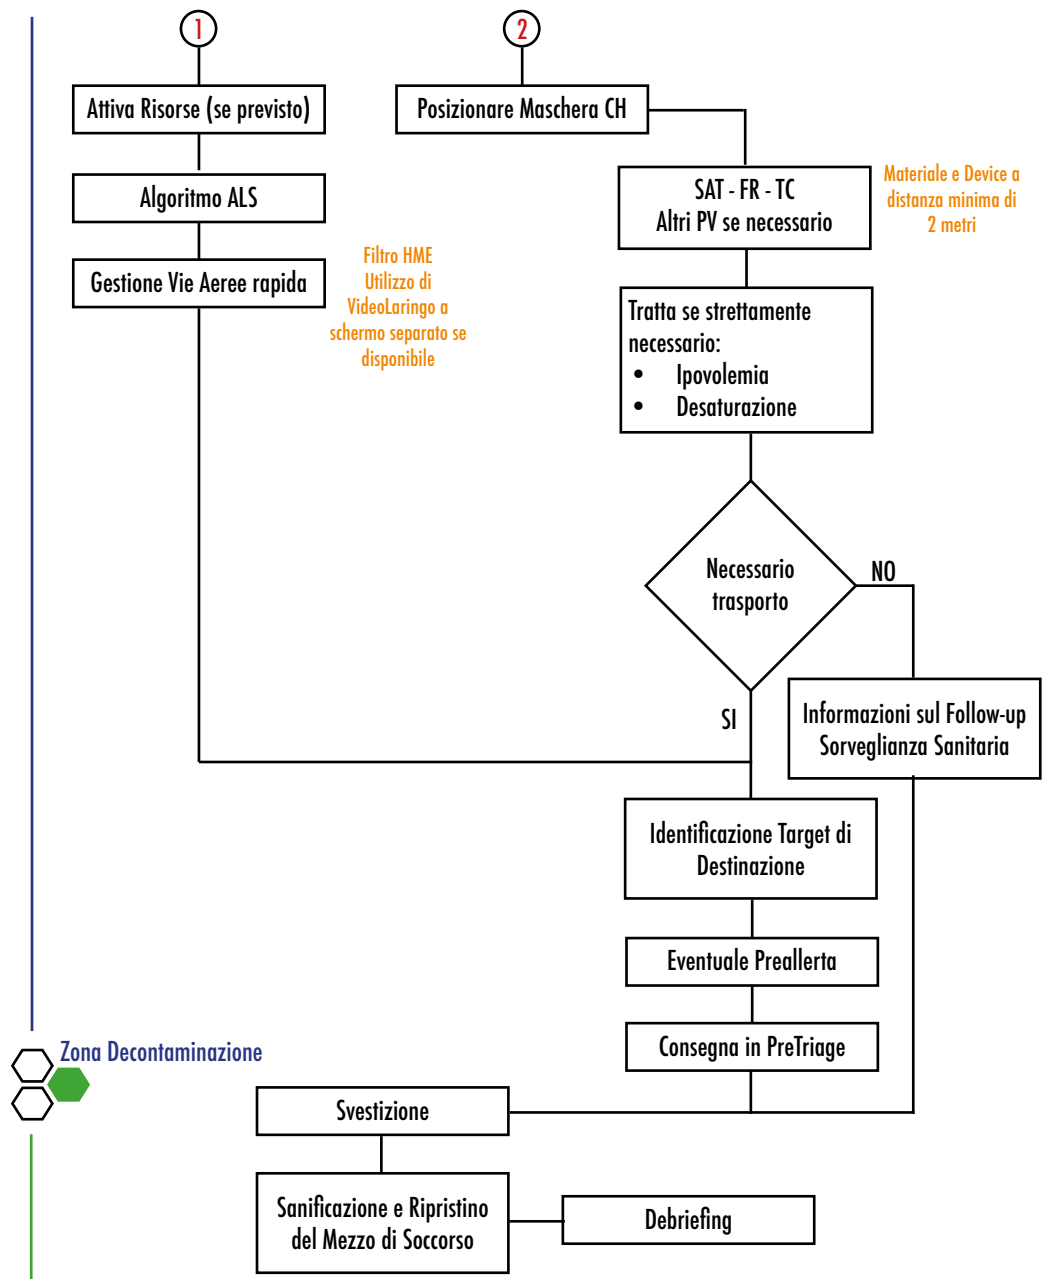 1
2
Attiva Risorse (se previsto)
Posizionare Maschera CH
Algoritmo ALS
SAT - FR - TC
Altri PV se necessario
Materiale e Device a
distanza minima di
2 metri
Gestione Vie Aeree rapida
Filtro HME
Utilizzo di
VideoLaringo a
schermo separato se
disponibile
Tratta se strettamente
necessario:
• Ipovolemia
• Desaturazione
Necessario
trasporto
NO
SI
Informazioni sul Follow-up
Sorveglianza Sanitaria
Identificazione Target di
Destinazione
Eventuale Preallerta
Consegna in PreTriage
Zona Decontaminazione
Svestizione
Sanificazione e Ripristino
del Mezzo di Soccorso
Debriefing